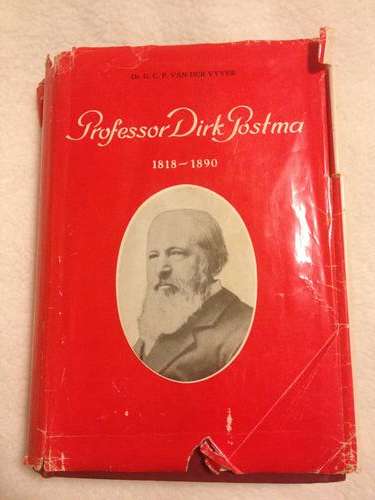 Dr. G. C. P. VAN DER VYVER
Professor Dirk Postma
1818-1890